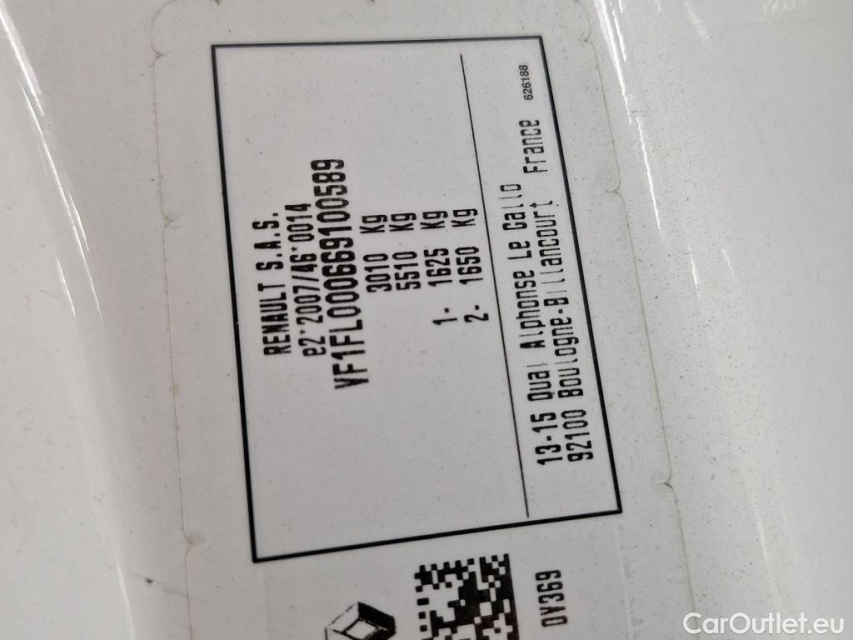 RENAULT S.A.S.
e2*2007/46*0014
VF1FL000669100589
3010 Kg
5510 Kg
1- 1625 Kg
2- 1650 Kg
13-15 Quai Alphonse Le Gallo
92100 Boulogne-Billancourt France
626188
DY369
CarOutlet.eu